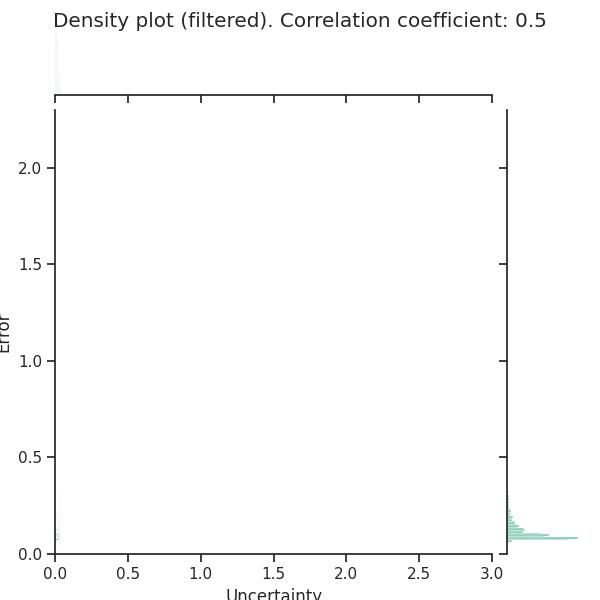 Density plot (filtered). Correlation coefficient: 0.5
2.0
1.5
Error
1.0
0.5
0.0
0.0 0.5 1.0 1.5 2.0 2.5 3.0
Uncertainty